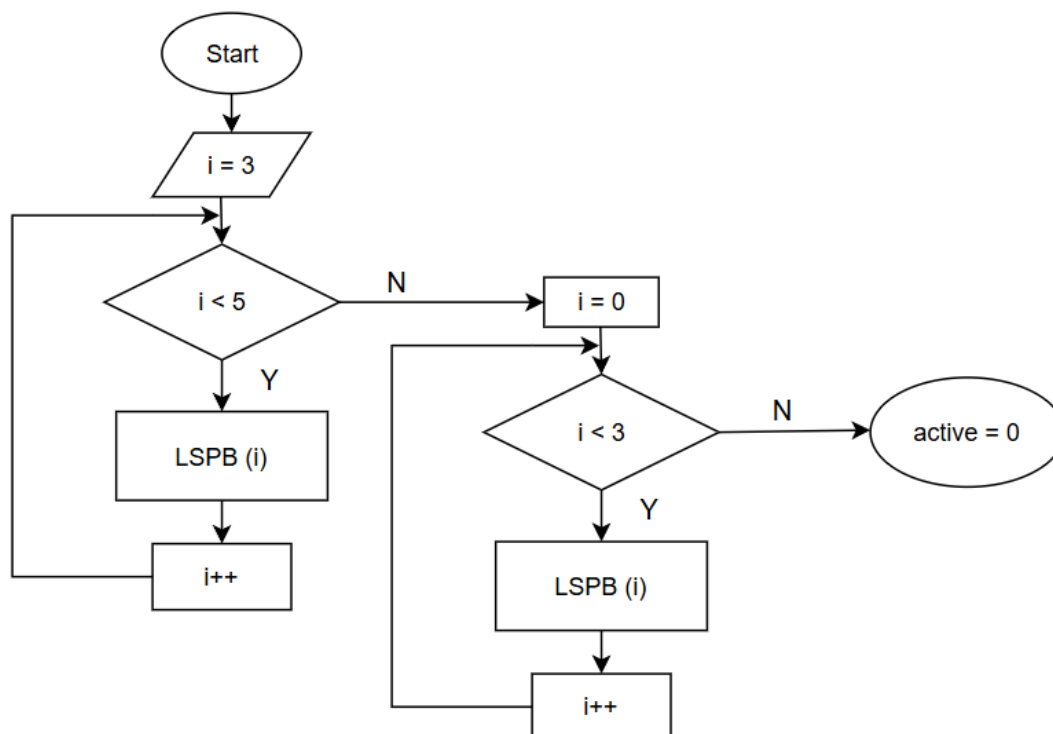 Start
i = 3
i < 5
N
i = 0
Y
LSPB (i)
i++
i < 3
N
active = 0
Y
LSPB (i)
i++